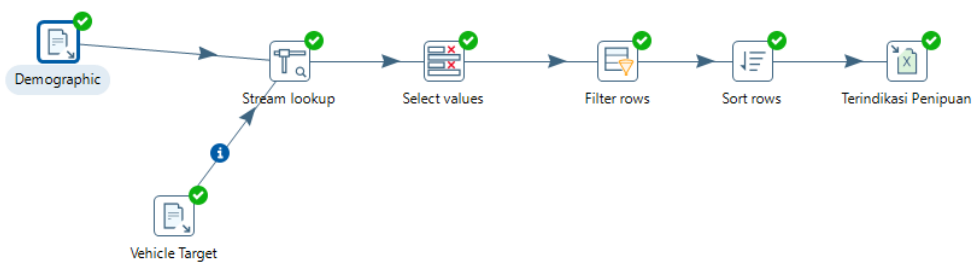 Demographic
Stream lookup
Select values
Filter rows
Sort rows
Terindikasi Penipuan
Vehicle Target